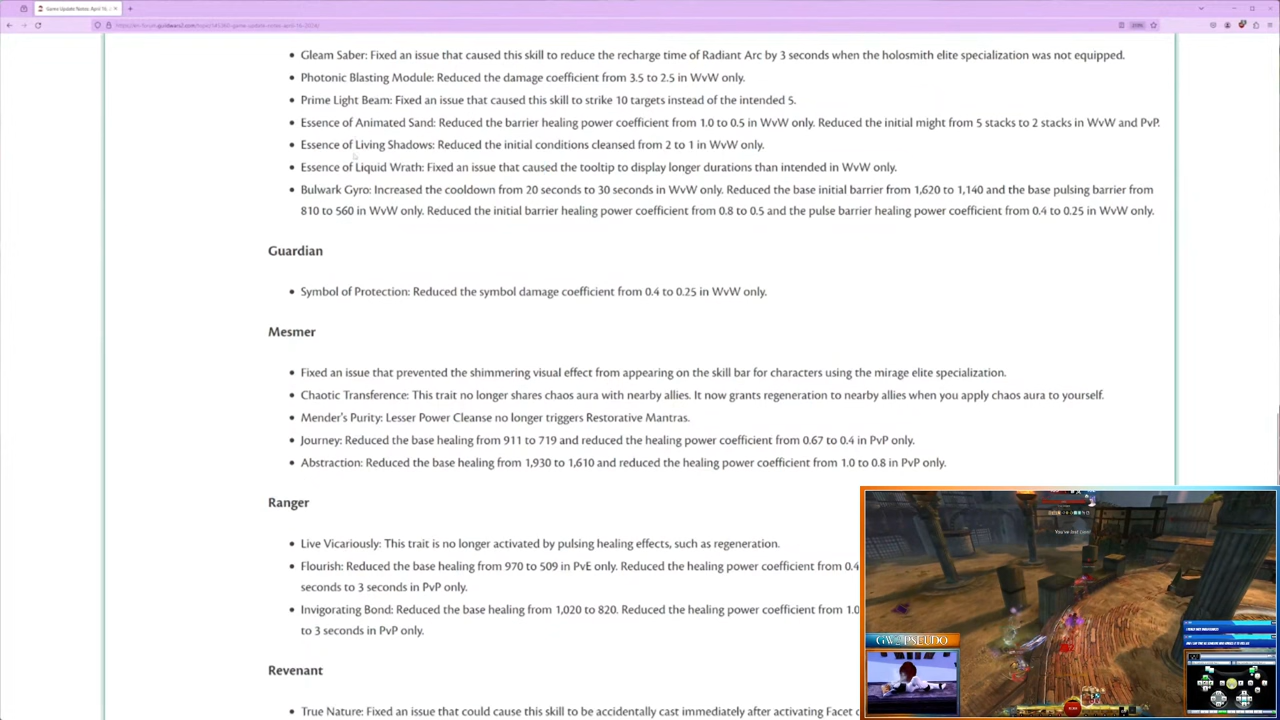 Game Update Notes: April 16,
Gleam Saber: Fixed an issue that caused this skill to reduce the recharge time of Radiant Arc by 3 seconds when the holosmith elite specialization was not equipped.
Photonic Blasting Module: Reduced the damage coefficient from 3.5 to 2.5 in WvW only.
Prime Light Beam: Fixed an issue that caused this skill to strike 10 targets instead of the intended 5.
Essence of Animated Sand: Reduced the barrier healing power coefficient from 1.0 to 0.5 in WvW only. Reduced the initial might from 5 stacks to 2 stacks in WvW and PvP.
Essence of Living Shadows: Reduced the initial conditions cleansed from 2 to 1 in WvW only.
Essence of Liquid Wrath: Fixed an issue that caused the tooltip to display longer durations than intended in WvW only.
Bulwark Gyro: Increased the cooldown from 20 seconds to 30 seconds in WvW only. Reduced the base initial barrier from 1,620 to 1,140 and the base pulsing barrier from
810 to 560 in WvW only. Reduced the initial barrier healing power coefficient from 0.8 to 0.5 and the pulse barrier healing power coefficient from 0.4 to 0.25 in WvW only.
Guardian
Symbol of Protection: Reduced the symbol damage coefficient from 0.4 to 0.25 in WvW only.
Mesmer
Fixed an issue that prevented the shimmering visual effect from appearing on the skill bar for characters using the mirage elite specialization.
Chaotic Transference: This trait no longer shares chaos aura with nearby allies. It now grants regeneration to nearby allies when you apply chaos aura to yourself.
Mender's Purity: Lesser Power Cleanse no longer triggers Restorative Mantras.
Journey: Reduced the base healing from 911 to 719 and reduced the healing power coefficient from 0.67 to 0.4 in PvP only.
Abstraction: Reduced the base healing from 1,930 to 1,610 and reduced the healing power coefficient from 1.0 to 0.8 in PvP only.
Ranger
Live Vicariously: This trait is no longer activated by pulsing healing effects, such as regeneration.
Flourish: Reduced the base healing from 970 to 509 in PvE only. Reduced the healing power coefficient from 0.4
seconds to 3 seconds in PvP only.
Invigorating Bond: Reduced the base healing from 1,020 to 820. Reduced the healing power coefficient from 1.0
to 3 seconds in PvP only.
Revenant
True Nature: Fixed an issue that could cause this skill to be accidentally cast immediately after activating Facet
GW2PSEUDO